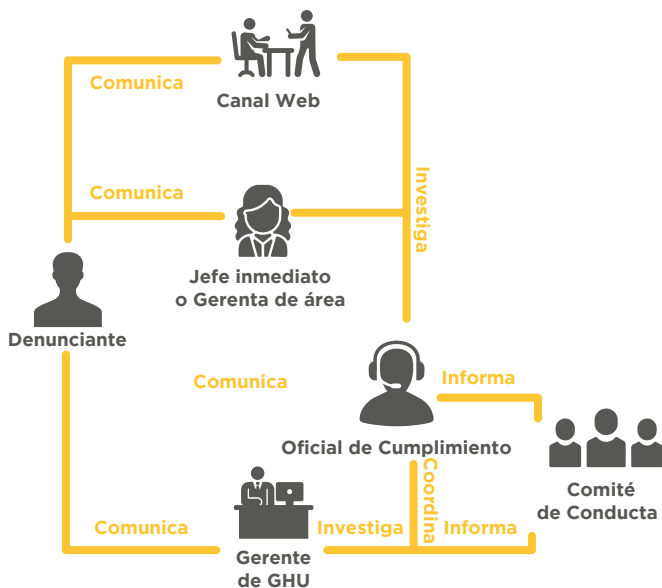 Comunica
Canal Web
Comunica
Investiga
Jefe inmediato
o Gerenta de área
Denunciante
Comunica
Informa
Oficial de Cumplimiento
Coordina
Comité
de Conducta
Comunica
Investiga
Informa
Gerente
de GHU